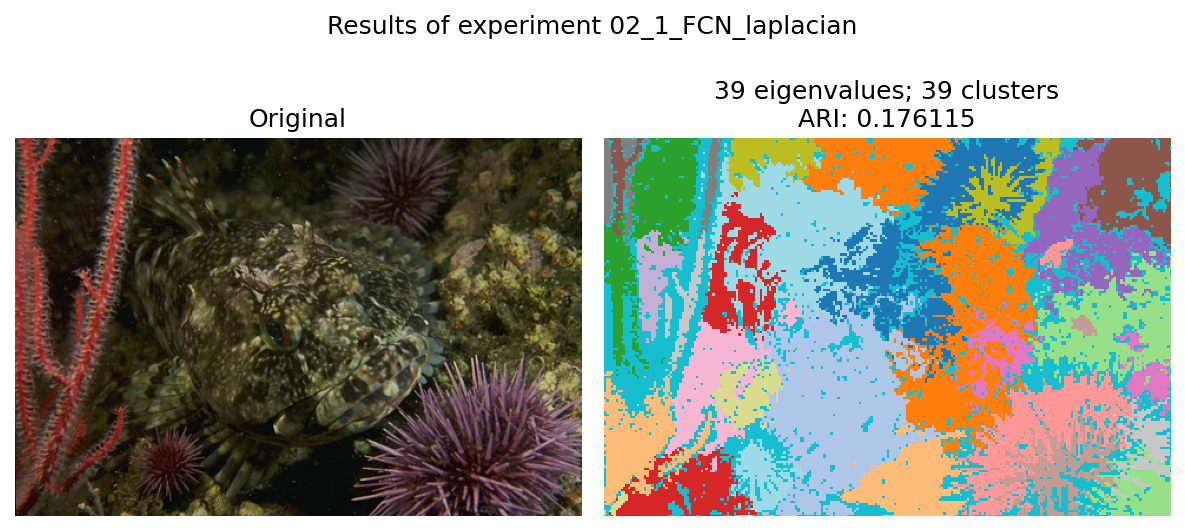 Results of experiment 02_1_FCN_laplacian
Original
39 eigenvalues; 39 clusters
ARI: 0.176115